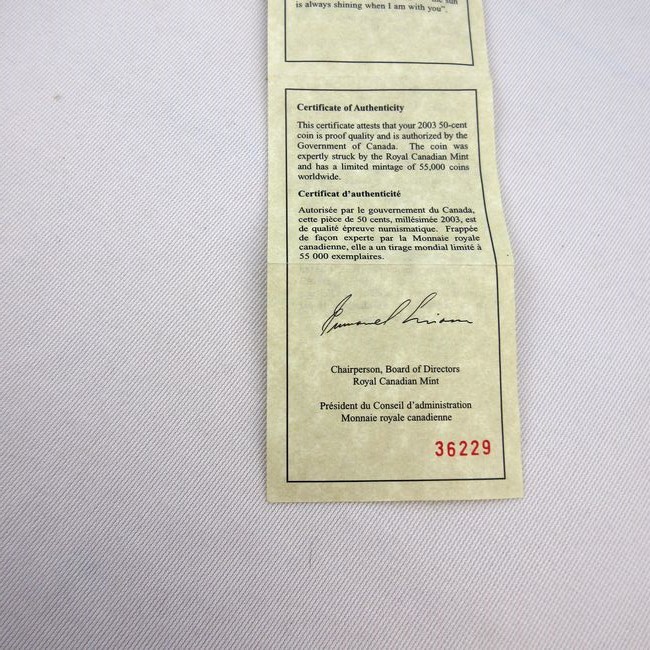 the sun
is always shining when I am with you".
Certificate of Authenticity
This certificate attests that your 2003 50-cent
coin is proof quality and is authorized by the
Government of Canada. The coin was
expertly struck by the Royal Canadian Mint
and has a limited mintage of 55,000 coins
worldwide.
Certificat d'authenticité
Autorisée par le gouvernement du Canada,
cette pièce de 50 cents, millésimée 2003, est
de qualité épreuve numismatique. Frappée
de façon experte par la Monnaie royale
canadienne, elle a un tirage mondial limité à
55 000 exemplaires.
Chairperson, Board of Directors
Royal Canadian Mint
Président du Conseil d'administration
Monnaie royale canadienne
36229